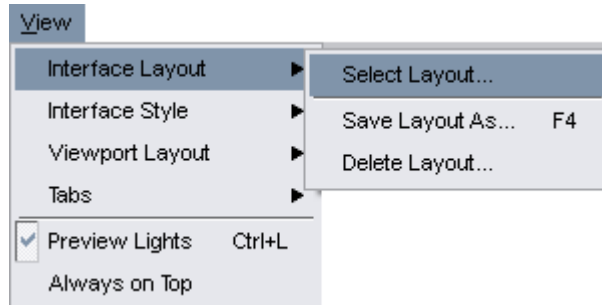 View
Interface Layout
Select Layout...
Interface Style
Save Layout As... F4
Viewport Layout
Delete Layout...
Tabs
Preview Lights Ctrl+L
Always on Top